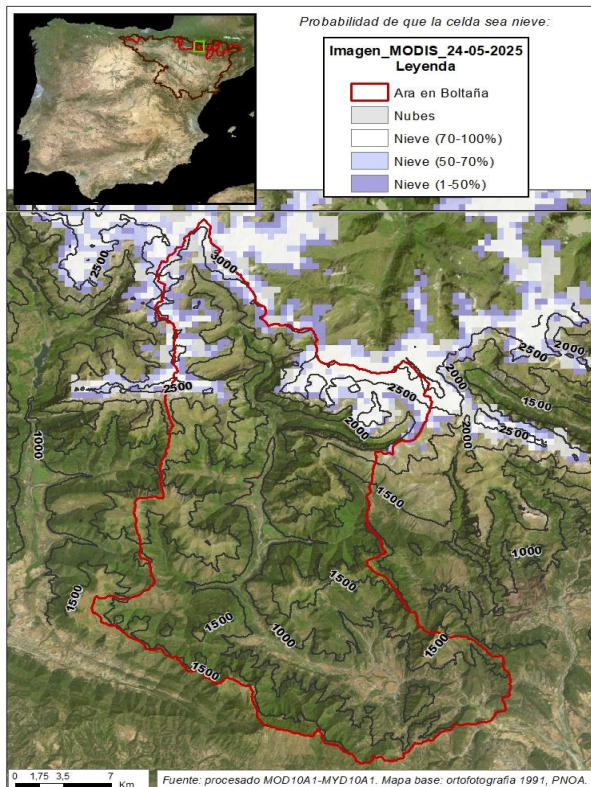 Probabilidad de que la celda sea nieve:
Imagen_MODIS_24-05-2025
Leyenda
Ara en Boltaña
Nubes
Nieve (70-100%)
Nieve (50-70%)
Nieve (1-50%)
2500
3000
2000
2500
2500
2500
2000
1500
2000
2000
2500
1000
1500
1000
1500
1500
1500
1000
1500
1500
0 1,75 3,5 7
Km
Fuente: procesado MOD10A1-MYD10A1. Mapa base: ortofotografia 1991, PNOA.